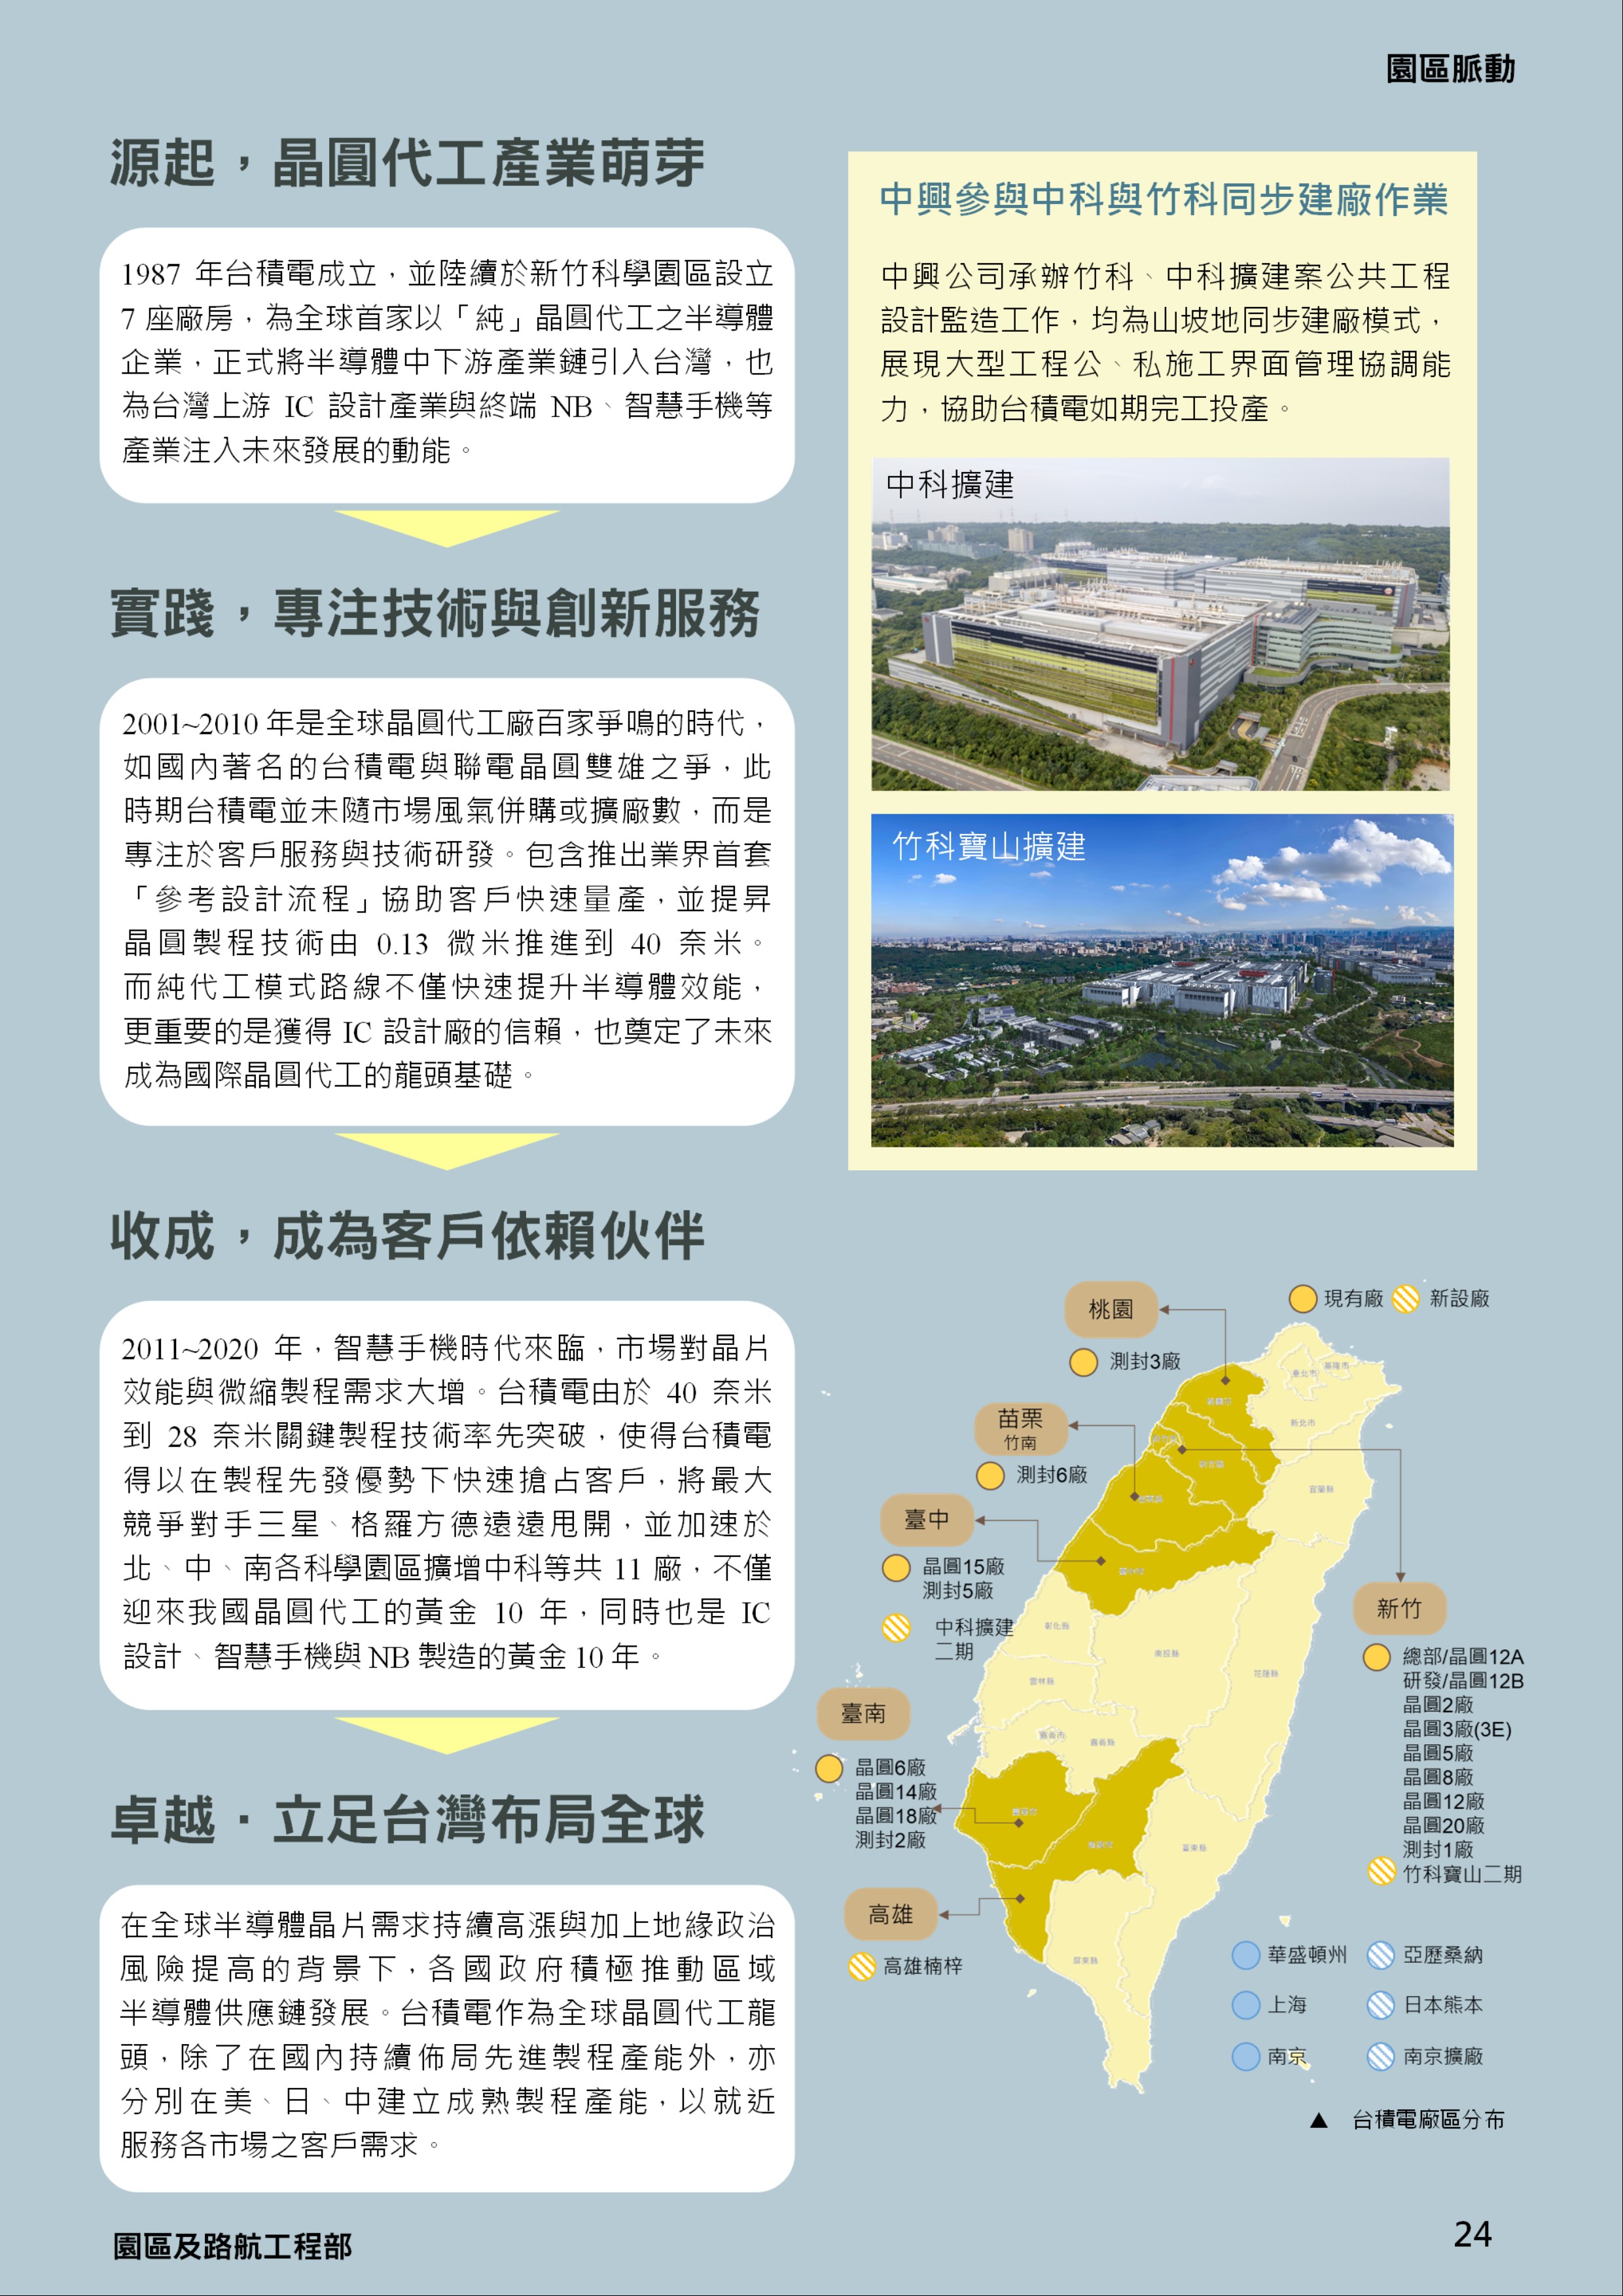 園區脈動
源起，晶圓代工產業萌芽
1987 年台積電成立，並陸續於新竹科學園區設立
7 座廠房，為全球首家以「純」晶圓代工之半導體
企業，正式將半導體中下游產業鏈引入台灣，也
為台灣上游 IC 設計產業與終端 NB、智慧手機等
產業注入未來發展的動能。
實踐，專注技術與創新服務
2001~2010 年是全球晶圓代工廠百家爭鳴的時代，
如國內著名的台積電與聯電晶圓雙雄之爭，此
時期台積電並未隨市場風氣併購或擴廠數，而是
專注於客戶服務與技術研發。包含推出業界首套
「參考設計流程」協助客戶快速量產，並提昇
晶圓製程技術由 0.13 微米推進到 40 奈米。
而純代工模式路線不僅快速提升半導體效能，
更重要的是獲得 IC 設計廠的信賴，也奠定了未來
成為國際晶圓代工的龍頭基礎。
收成，成為客戶依賴伙伴
2011~2020 年，智慧手機時代來臨，市場對晶片
效能與微縮製程需求大增。台積電由於 40 奈米
到 28 奈米關鍵製程技術率先突破，使得台積電
得以在製程先發優勢下快速搶占客戶，將最大
競爭對手三星、格羅方德遠遠甩開，並加速於
北、中、南各科學園區擴增中科等共 11 廠，不僅
迎來我國晶圓代工的黃金 10 年，同時也是 IC
設計、智慧手機與 NB 製造的黃金 10 年。
卓越．立足台灣布局全球
在全球半導體晶片需求持續高漲與加上地緣政治
風險提高的背景下，各國政府積極推動區域
半導體供應鏈發展。台積電作為全球晶圓代工龍
頭，除了在國內持續佈局先進製程產能外，亦
分別在美、日、中建立成熟製程產能，以就近
服務各市場之客戶需求。
中興參與中科與竹科同步建廠作業
中興公司承辦竹科、中科擴建案公共工程
設計監造工作，均為山坡地同步建廠模式，
展現大型工程公、私施工界面管理協調能
力，協助台積電如期完工投產。
中科擴建
竹科寶山擴建
現有廠 新設廠
桃園
測封3廠
苗栗
竹南
測封6廠
臺中
晶圓15廠
測封5廠
中科擴建
二期
臺南
晶圓6廠
晶圓14廠
晶圓18廠
測封2廠
高雄
高雄楠梓
新竹
總部/晶圓12A
研發/晶圓12B
晶圓2廠
晶圓3廠(3E)
晶圓5廠
晶圓8廠
晶圓12廠
晶圓20廠
測封1廠
竹科寶山二期
基隆市
臺北市
新北市
宜蘭縣
彰化縣
南投縣
雲林縣
花蓮縣
嘉義市
嘉義縣
臺東縣
屏東縣
華盛頓州 亞歷桑納
上海 日本熊本
南京 南京擴廠
▲ 台積電廠區分布
園區及路航工程部
24